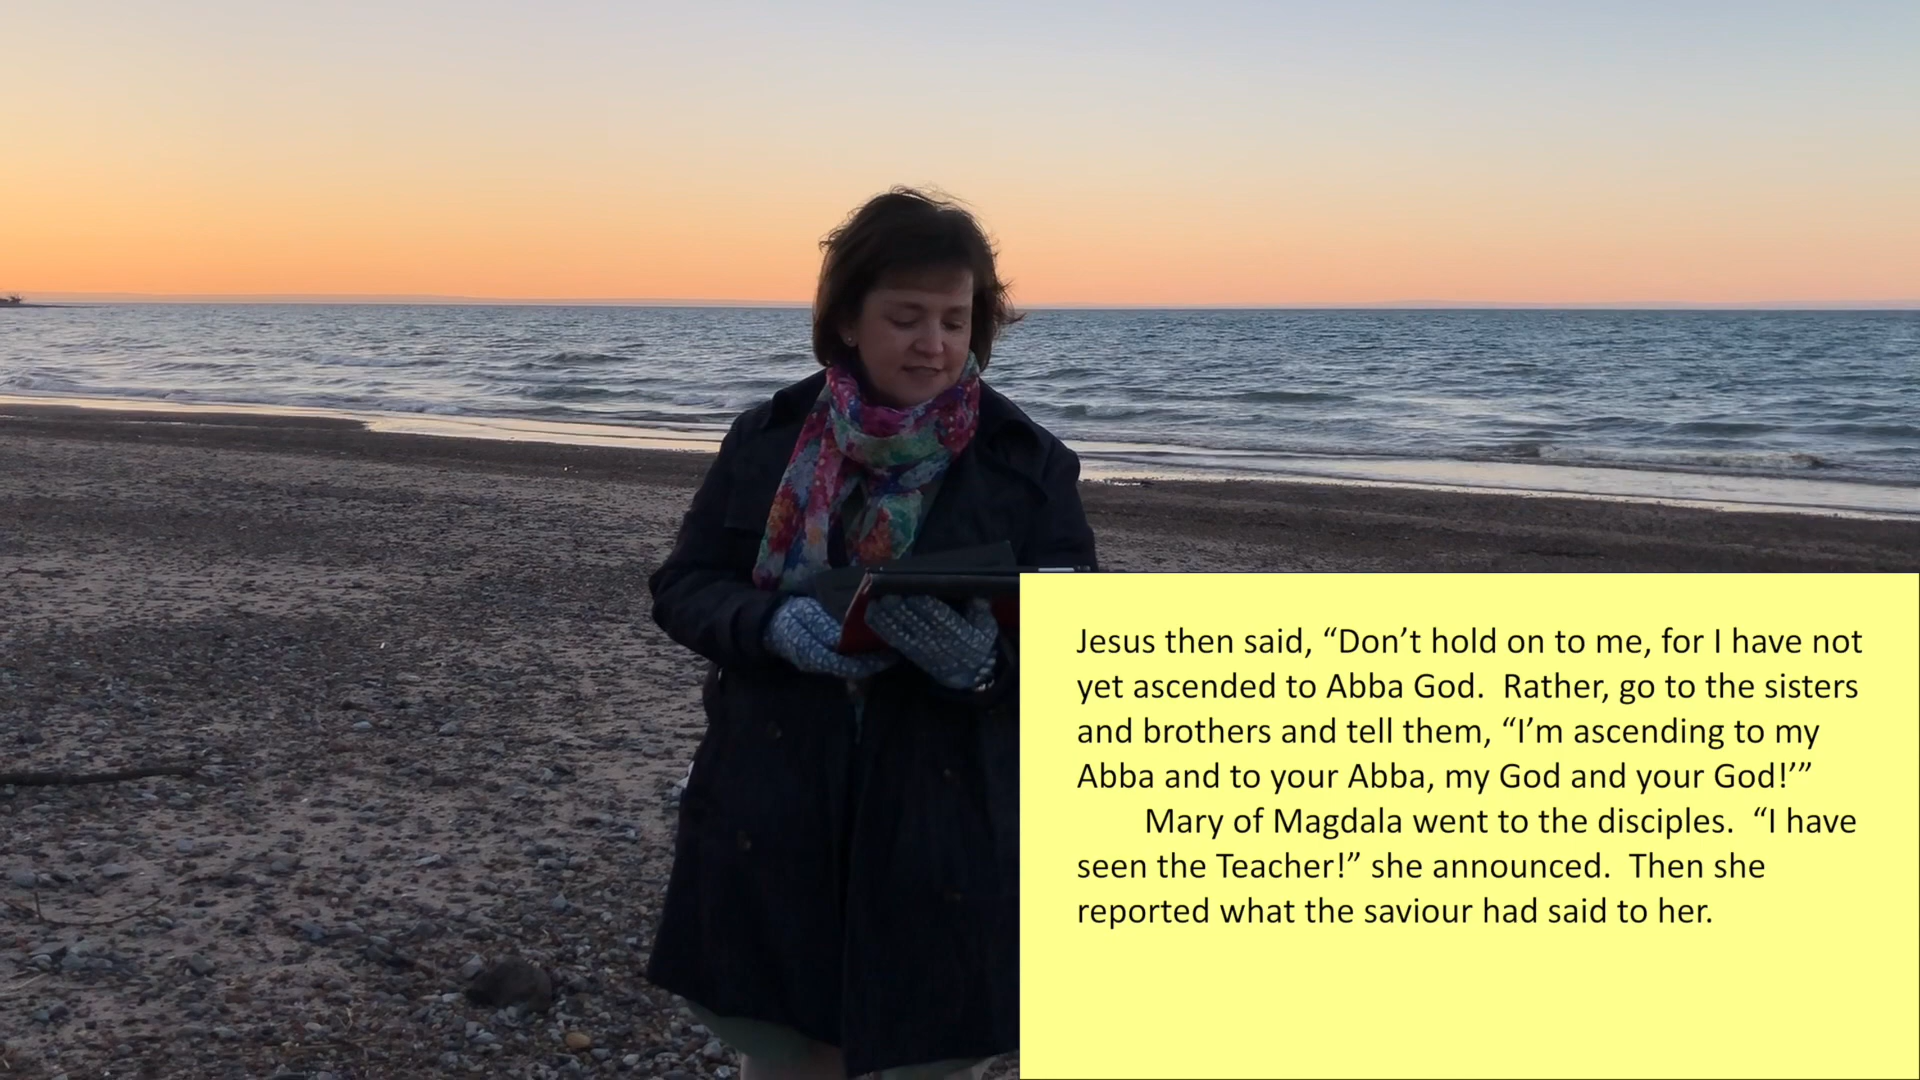 Jesus then said, “Don’t hold on to me, for I have not
yet ascended to Abba God.  Rather, go to the sisters
and brothers and tell them, “I’m ascending to my
Abba and to your Abba, my God and your God!’”
Mary of Magdala went to the disciples.  “I have
seen the Teacher!” she announced.  Then she
reported what the saviour had said to her.